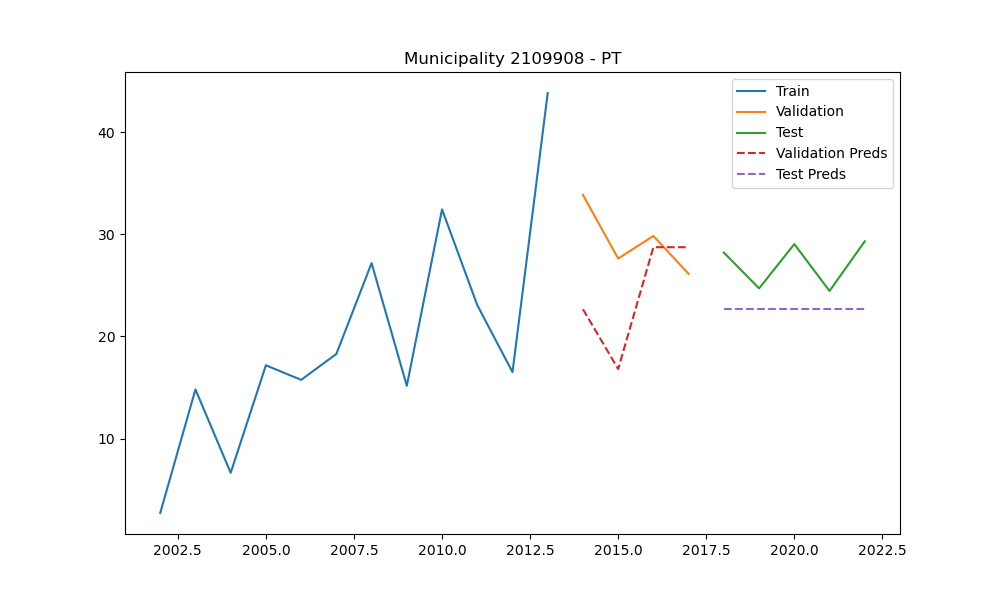 Municipality 2109908 - PT
Train
Validation
Test
Validation Preds
Test Preds
40
30
20
10
2002.5 2005.0 2007.5 2010.0 2012.5 2015.0 2017.5 2020.0 2022.5